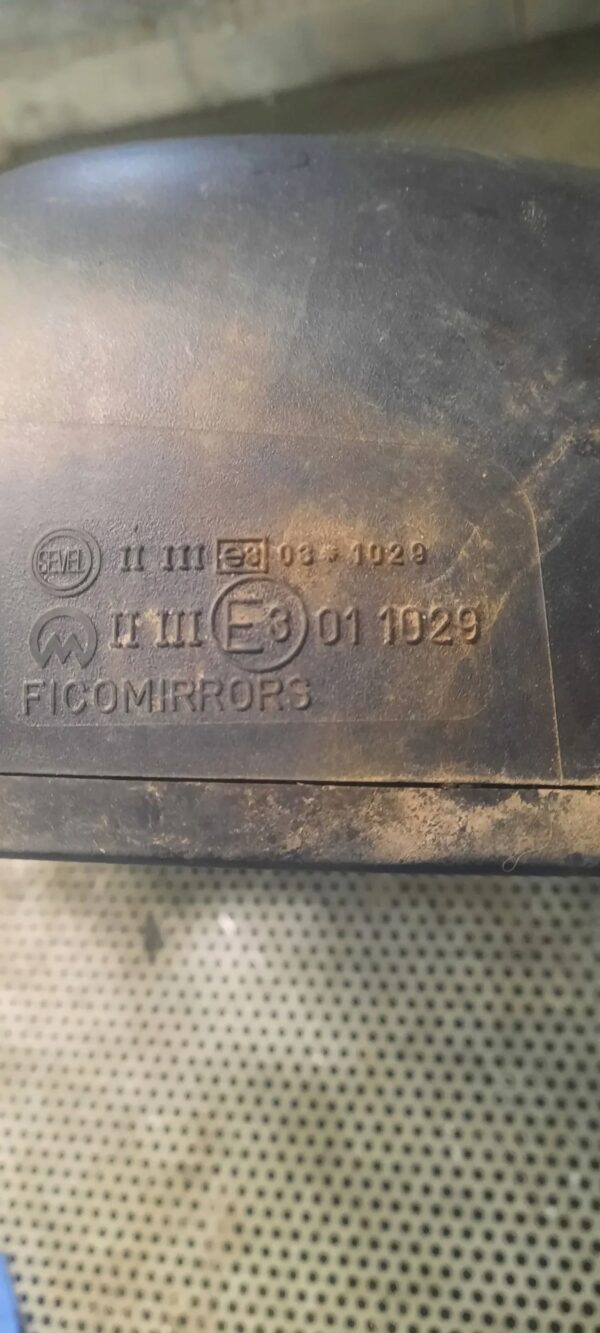 SEVEL II III e3 03*1029
II III E3 01 1029
FICOMIRRORS